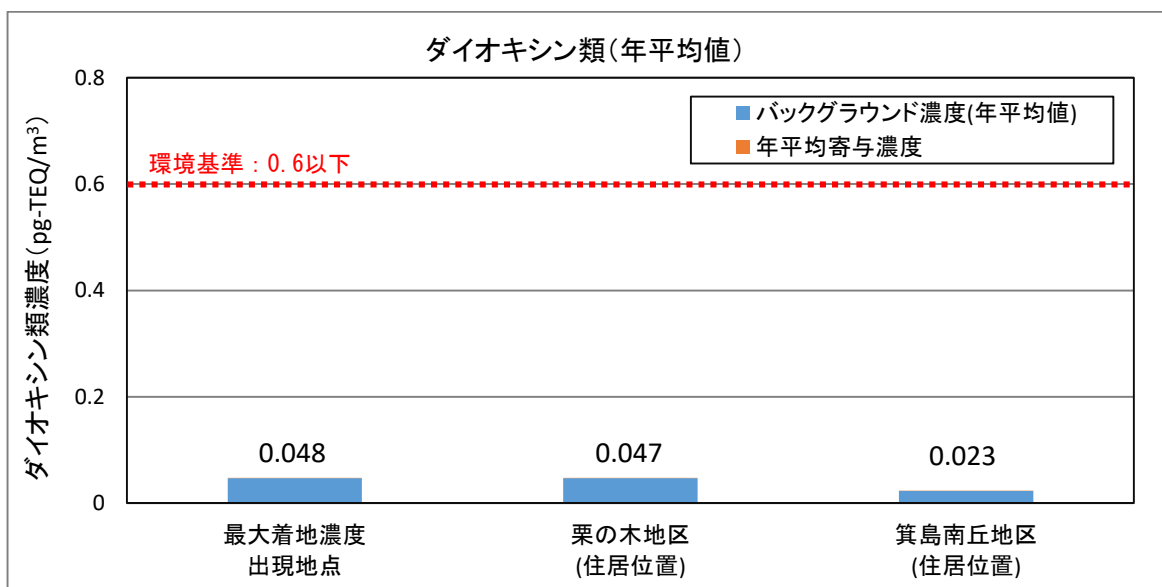 ダイオキシン類(年平均値)
0.8
0.6
0.4
0.2
0
ダイオキシン類濃度(pg-TEQ/m³)
バックグラウンド濃度(年平均値)
年平均寄与濃度
環境基準:0.6以下
0.048
0.047
0.023
最大着地濃度
出現地点
栗の木地区
(住居位置)
箕島南丘地区
(住居位置)